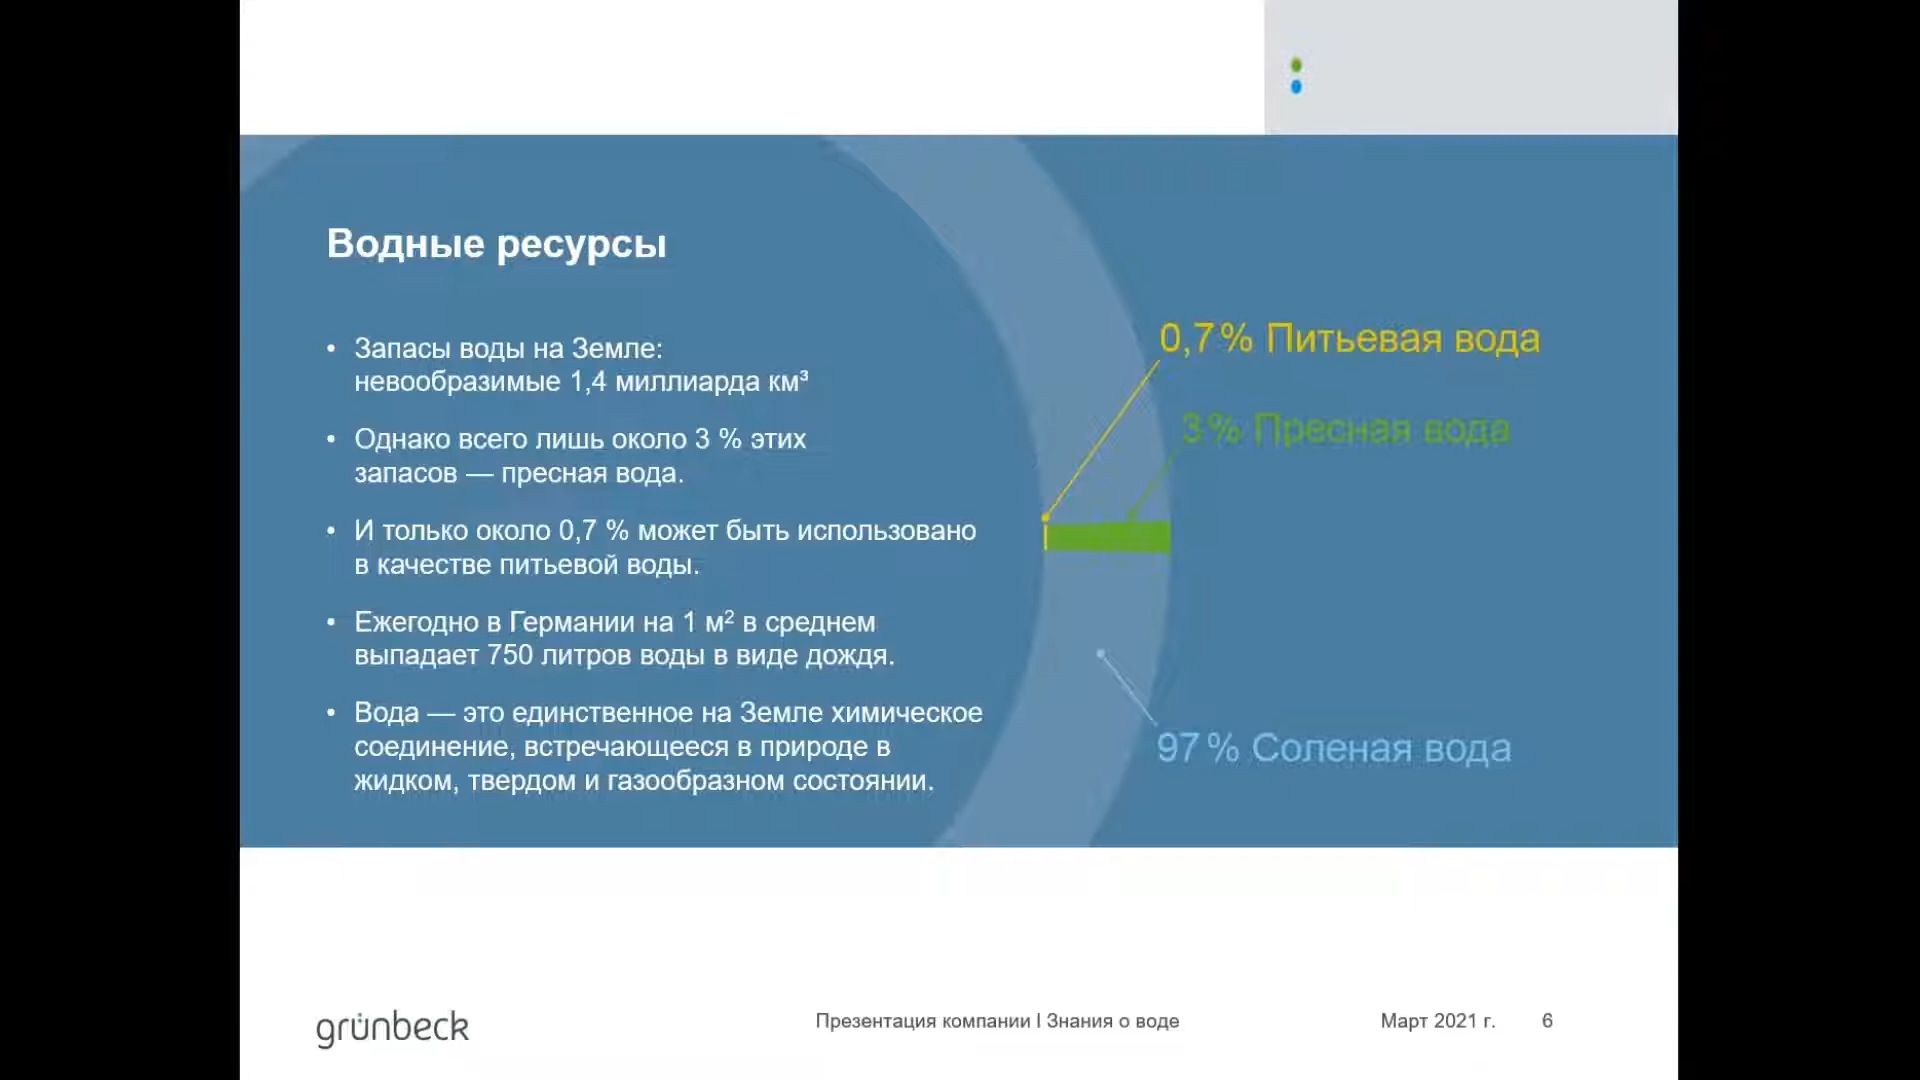 Водные ресурсы
• Запасы воды на Земле:
невообразимые 1,4 миллиарда км³
• Однако всего лишь около 3 % этих
запасов — пресная вода.
• И только около 0,7 % может быть использовано
в качестве питьевой воды.
• Ежегодно в Германии на 1 м² в среднем
выпадает 750 литров воды в виде дождя.
• Вода — это единственное на Земле химическое
соединение, встречающееся в природе в
жидком, твердом и газообразном состоянии.
0,7 % Питьевая вода
3 % Пресная вода
97 % Соленая вода
grünbeck
Презентация компании I Знания о воде
Март 2021 г.
6